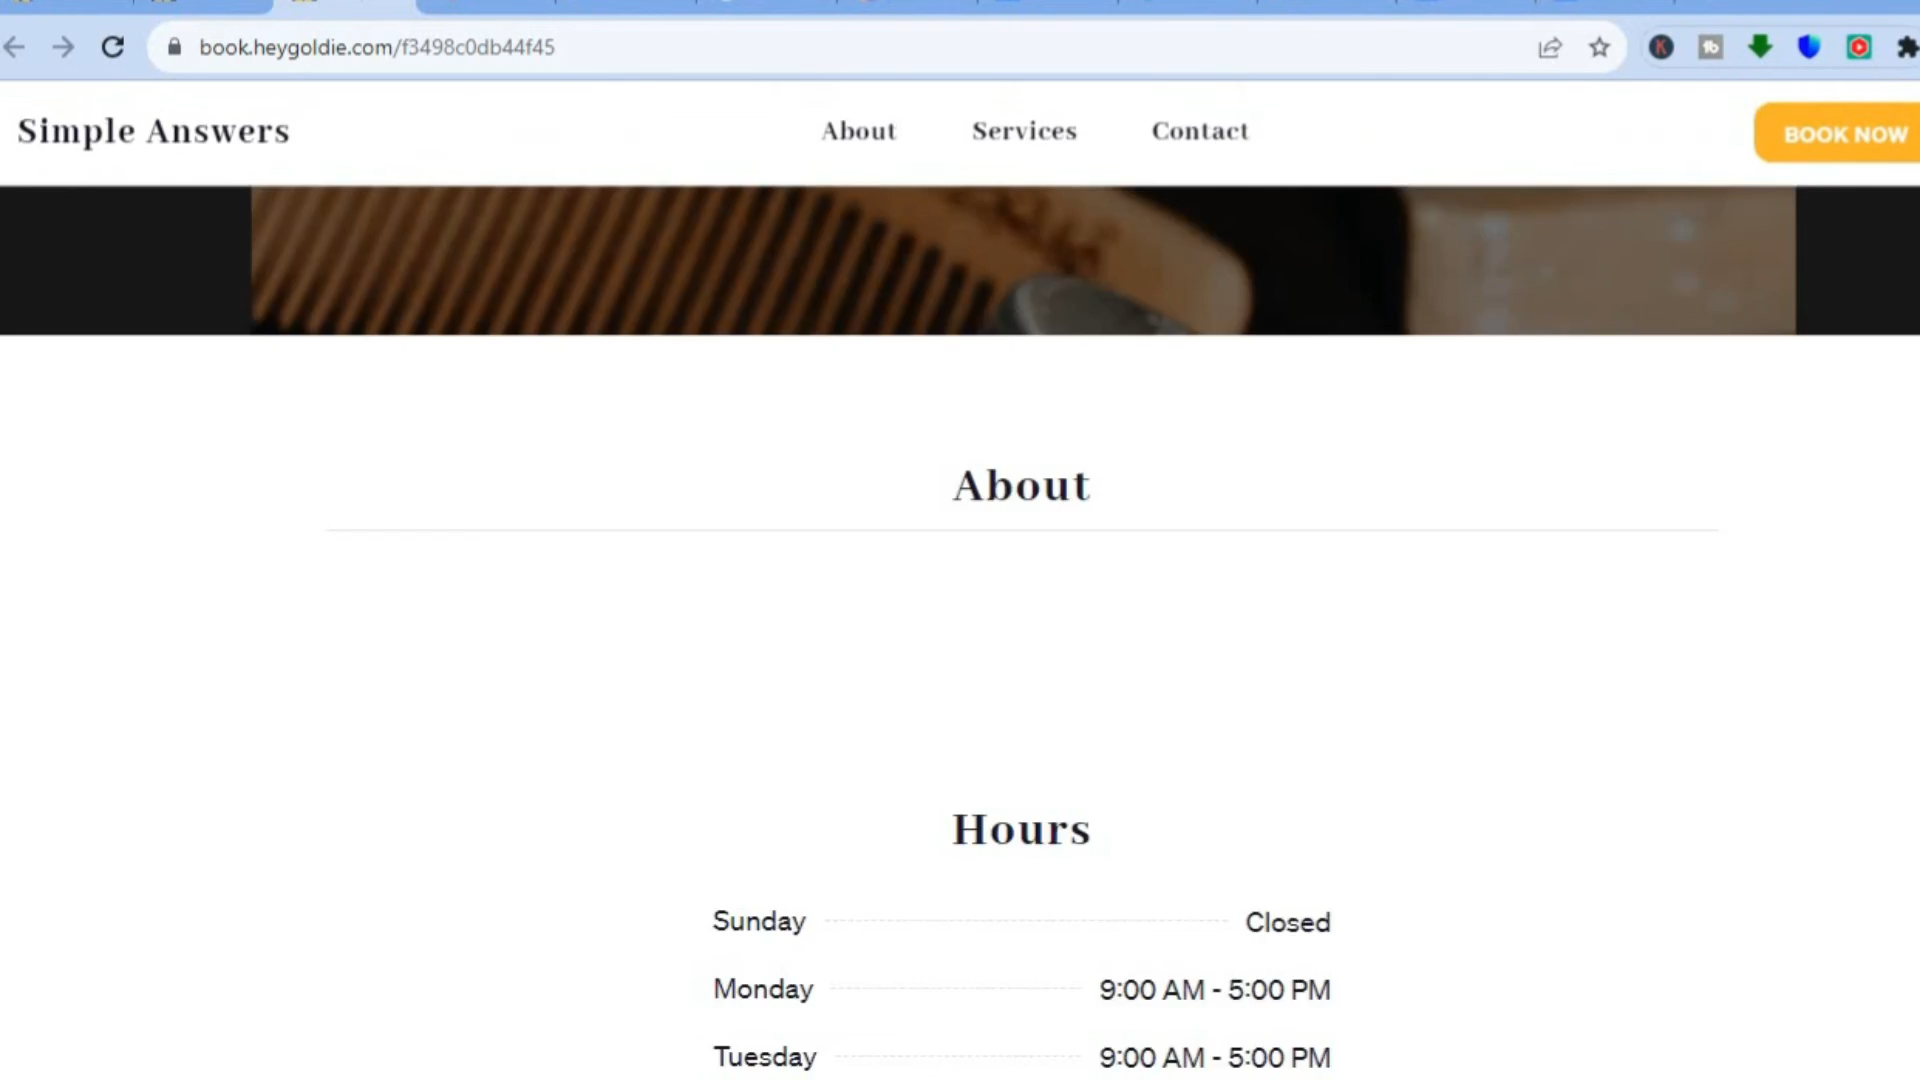 book.heygoldie.com/f3498c0db44f45
Simple Answers
About
Services
Contact
BOOK NOW
About
Hours
Sunday Closed
Monday 9:00 AM - 5:00 PM
Tuesday 9:00 AM - 5:00 PM